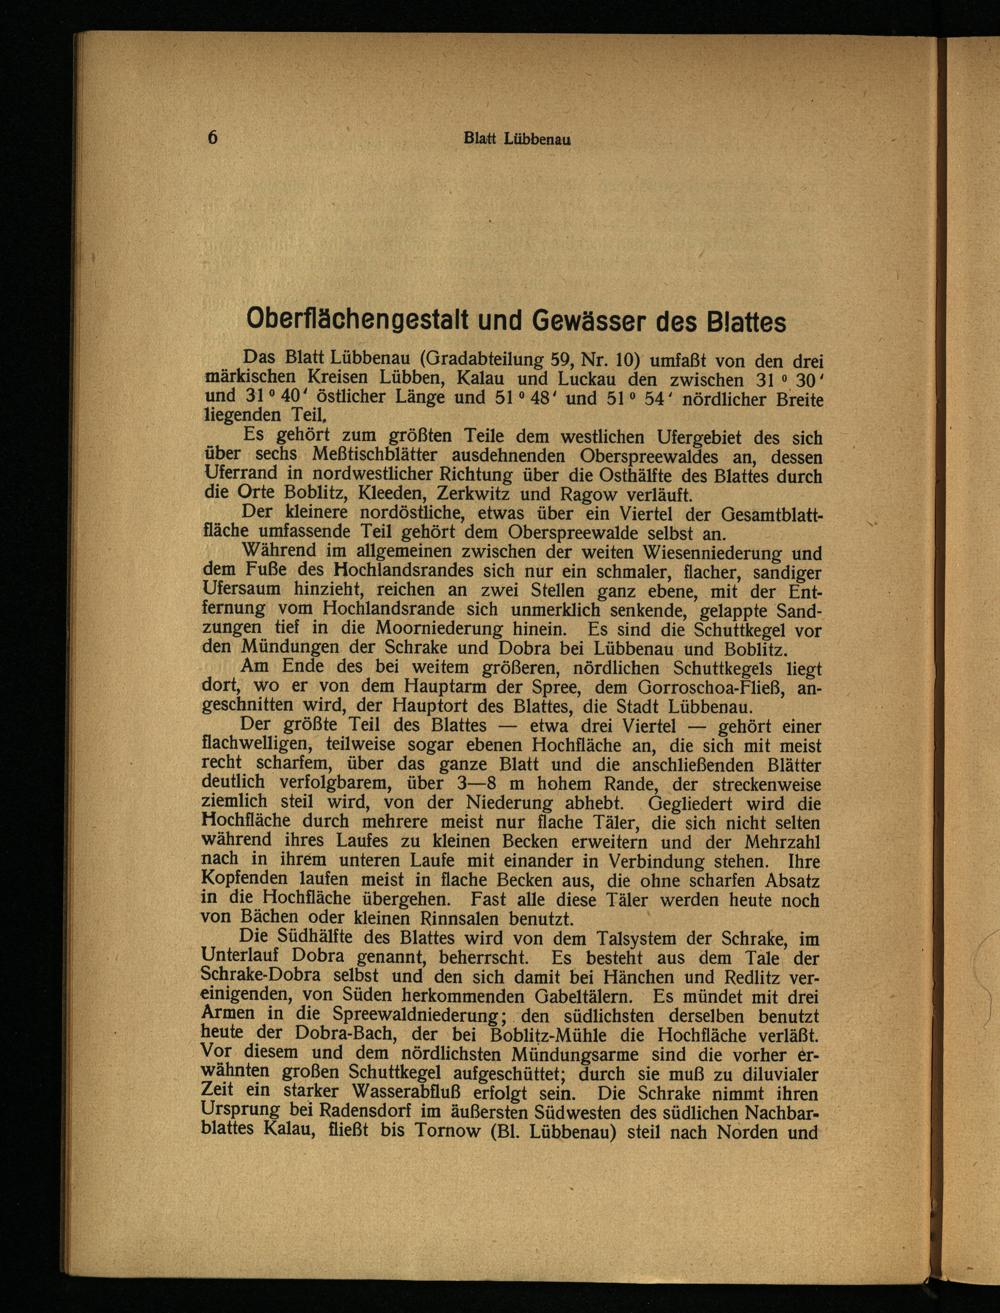 6
Blatt Lübbenau
Oberflächengestalt und Gewässer des Blattes
Das Blatt Lübbenau (Gradabteilung 59, Nr. 10) umfaßt von den drei
märkischen Kreisen Lübben, Kalau und Luckau den zwischen 31 ⁰ 30′
und 31 ⁰ 40′ östlicher Länge und 51 ⁰ 48′ und 51 ⁰ 54′ nördlicher Breite
liegenden Teil.
Es gehört zum größten Teile dem westlichen Ufergebiet des sich
über sechs Meßtischblätter ausdehnenden Oberspreewaldes an, dessen
Uferrand in nordwestlicher Richtung über die Osthälfte des Blattes durch
die Orte Boblitz, Kleeden, Zerkwitz und Ragow verläuft.
Der kleinere nordöstliche, etwas über ein Viertel der Gesamtblatt-
fläche umfassende Teil gehört dem Oberspreewalde selbst an.
Während im allgemeinen zwischen der weiten Wiesenniederung und
dem Fuße des Hochlandsrandes sich nur ein schmaler, flacher, sandiger
Ufersaum hinzieht, reichen an zwei Stellen ganz ebene, mit der Ent-
fernung vom Hochlandsrande sich unmerklich senkende, gelappte Sand-
zungen tief in die Moorniederung hinein. Es sind die Schuttkegel vor
den Mündungen der Schrake und Dobra bei Lübbenau und Boblitz.
Am Ende des bei weitem größeren, nördlichen Schuttkegels liegt
dort, wo er von dem Hauptarm der Spree, dem Gorroschoa-Fließ, an-
geschnitten wird, der Hauptort des Blattes, die Stadt Lübbenau.
Der größte Teil des Blattes — etwa drei Viertel — gehört einer
flachwelligen, teilweise sogar ebenen Hochfläche an, die sich mit meist
recht scharfem, über das ganze Blatt und die anschließenden Blätter
deutlich verfolgbarem, über 3—8 m hohem Rande, der streckenweise
ziemlich steil wird, von der Niederung abhebt. Gegliedert wird die
Hochfläche durch mehrere meist nur flache Täler, die sich nicht selten
während ihres Laufes zu kleinen Becken erweitern und der Mehrzahl
nach in ihrem unteren Laufe mit einander in Verbindung stehen. Ihre
Kopfenden laufen meist in flache Becken aus, die ohne scharfen Absatz
in die Hochfläche übergehen. Fast alle diese Täler werden heute noch
von Bächen oder kleinen Rinnsalen benutzt.
Die Südhälfte des Blattes wird von dem Talsystem der Schrake, im
Unterlauf Dobra genannt, beherrscht. Es besteht aus dem Tale der
Schrake-Dobra selbst und den sich damit bei Hänchen und Redlitz ver-
einigenden, von Süden herkommenden Gabeltälern. Es mündet mit drei
Armen in die Spreewaldniederung; den südlichsten derselben benutzt
heute der Dobra-Bach, der bei Boblitz-Mühle die Hochfläche verläßt.
Vor diesem und dem nördlichsten Mündungsarme sind die vorher er-
wähnten großen Schuttkegel aufgeschüttet; durch sie muß zu diluvialer
Zeit ein starker Wasserabfluß erfolgt sein. Die Schrake nimmt ihren
Ursprung bei Radensdorf im äußersten Südwesten des südlichen Nachbar-
blattes Kalau, fließt bis Tornow (Bl. Lübbenau) steil nach Norden und